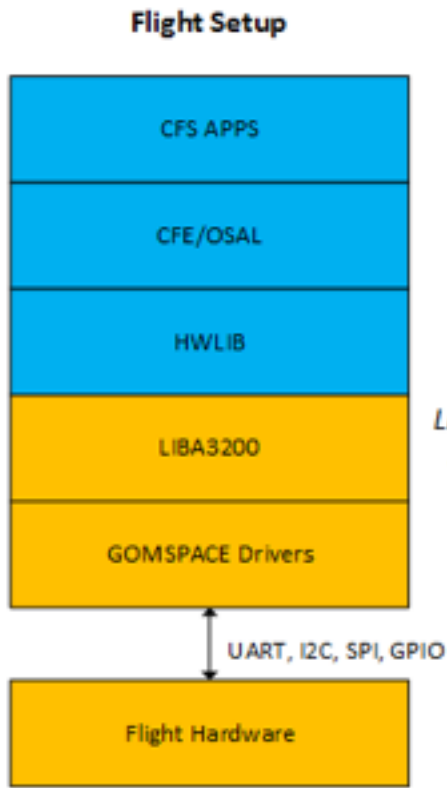 Flight Setup
CFS APPS
CFE/OSAL
HWLIB
LIBA3200
L
GOMSPACE Drivers
UART, I2C, SPI, GPIO
Flight Hardware